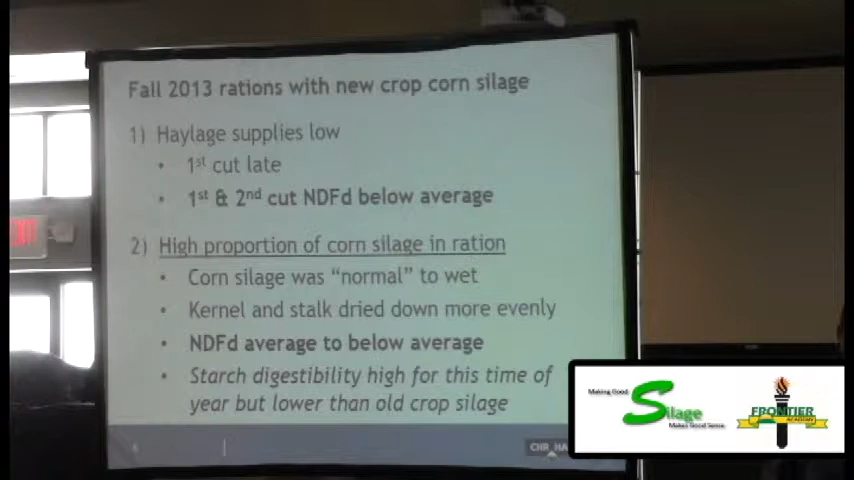 Fall 2013 rations with new crop corn silage
1) Haylage supplies low
• 1st cut late
• 1st & 2nd cut NDFd below average
2) High proportion of corn silage in ration
• Corn silage was "normal" to wet
• Kernel and stalk dried down more evenly
• NDFd average to below average
• Starch digestibility high for this time of
year but lower than old crop silage
CHR_HA
Making Good
Silage
Makes Good Sense
FRONTIER
ACADEMY